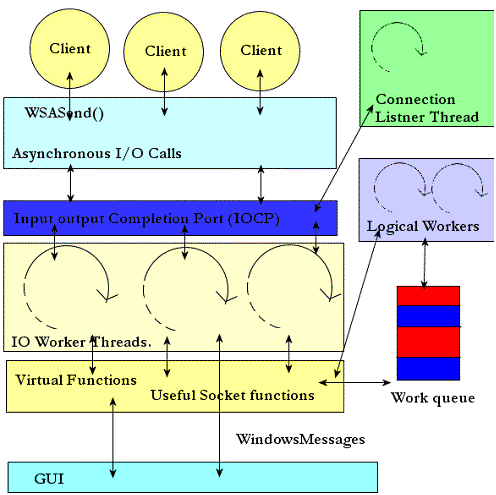 Client
Client
Client
WSASend()
Asynchronous I/O Calls
Connection
Listner Thread
Input output Completion Port (IOCP)
Logical Workers
IO Worker Threads.
Virtual Functions
Useful Socket functions
Work queue
WindowsMessages
GUI